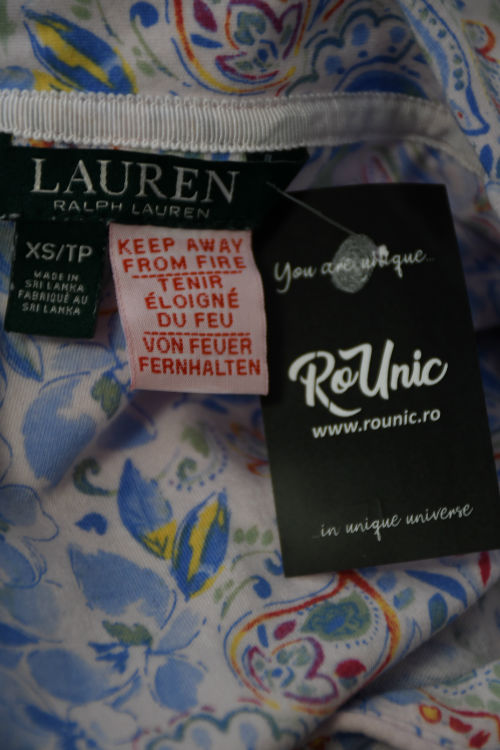 LAUREN
RALPH LAUREN
XS/TP
MADE IN
SRI LANKA
FABRIQUÉ AU
SRI LANKA
KEEP AWAY
FROM FIRE
TENIR
ÉLOIGNÉ
DU FEU
VON FEUER
FERNHALTEN
You are unique...
RoUnic
www.rounic.ro
...in unique universe